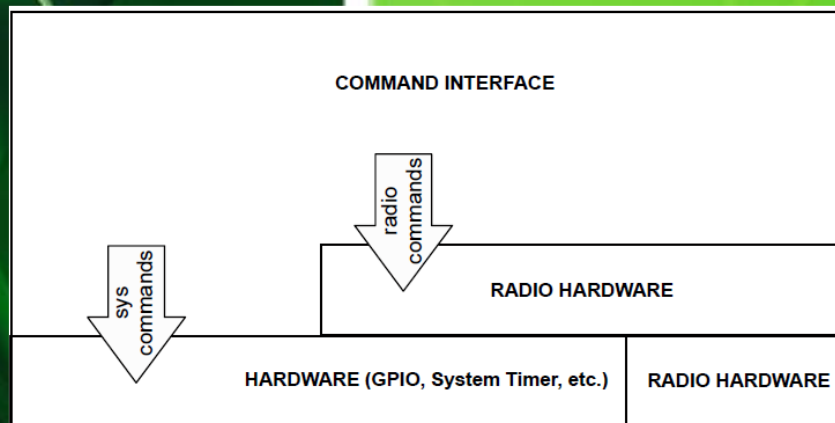 COMMAND INTERFACE
radio
commands
sys
commands
RADIO HARDWARE
HARDWARE (GPIO, System Timer, etc.)
RADIO HARDWARE